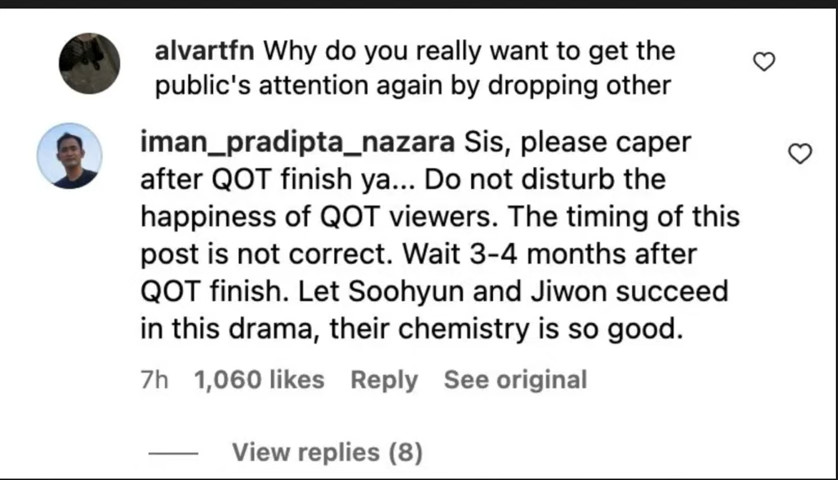 alvartfn Why do you really want to get the
public's attention again by dropping other
iman_pradipta_nazara Sis, please caper
after QOT finish ya... Do not disturb the
happiness of QOT viewers. The timing of this
post is not correct. Wait 3-4 months after
QOT finish. Let Soohyun and Jiwon succeed
in this drama, their chemistry is so good.
7h 1,060 likes Reply See original
View replies (8)